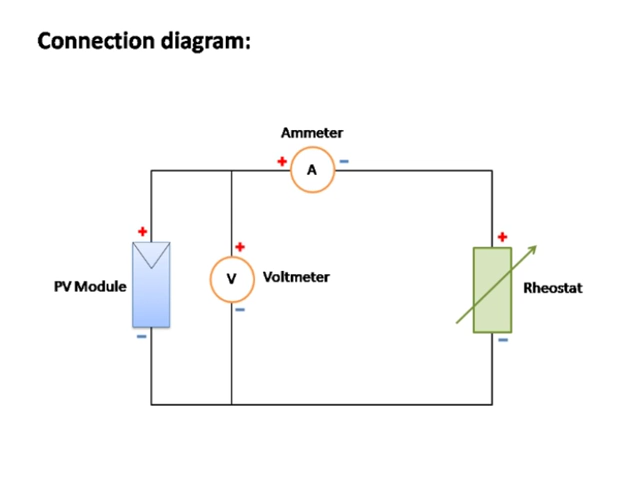 Connection diagram:
Ammeter
+ A −
+ + +
PV Module V Voltmeter Rheostat
− − −